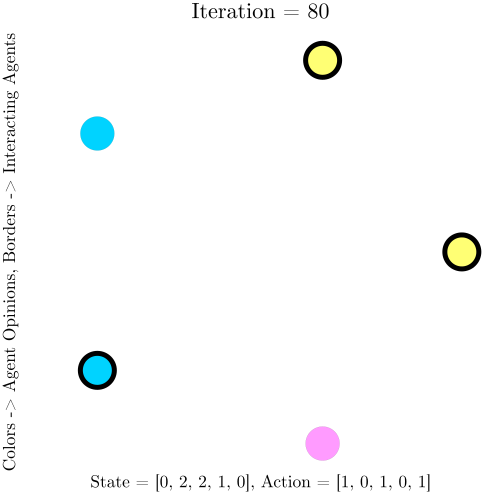 Iteration = 80
Colors -> Agent Opinions, Borders -> Interacting Agents
State = [0, 2, 2, 1, 0], Action = [1, 0, 1, 0, 1]